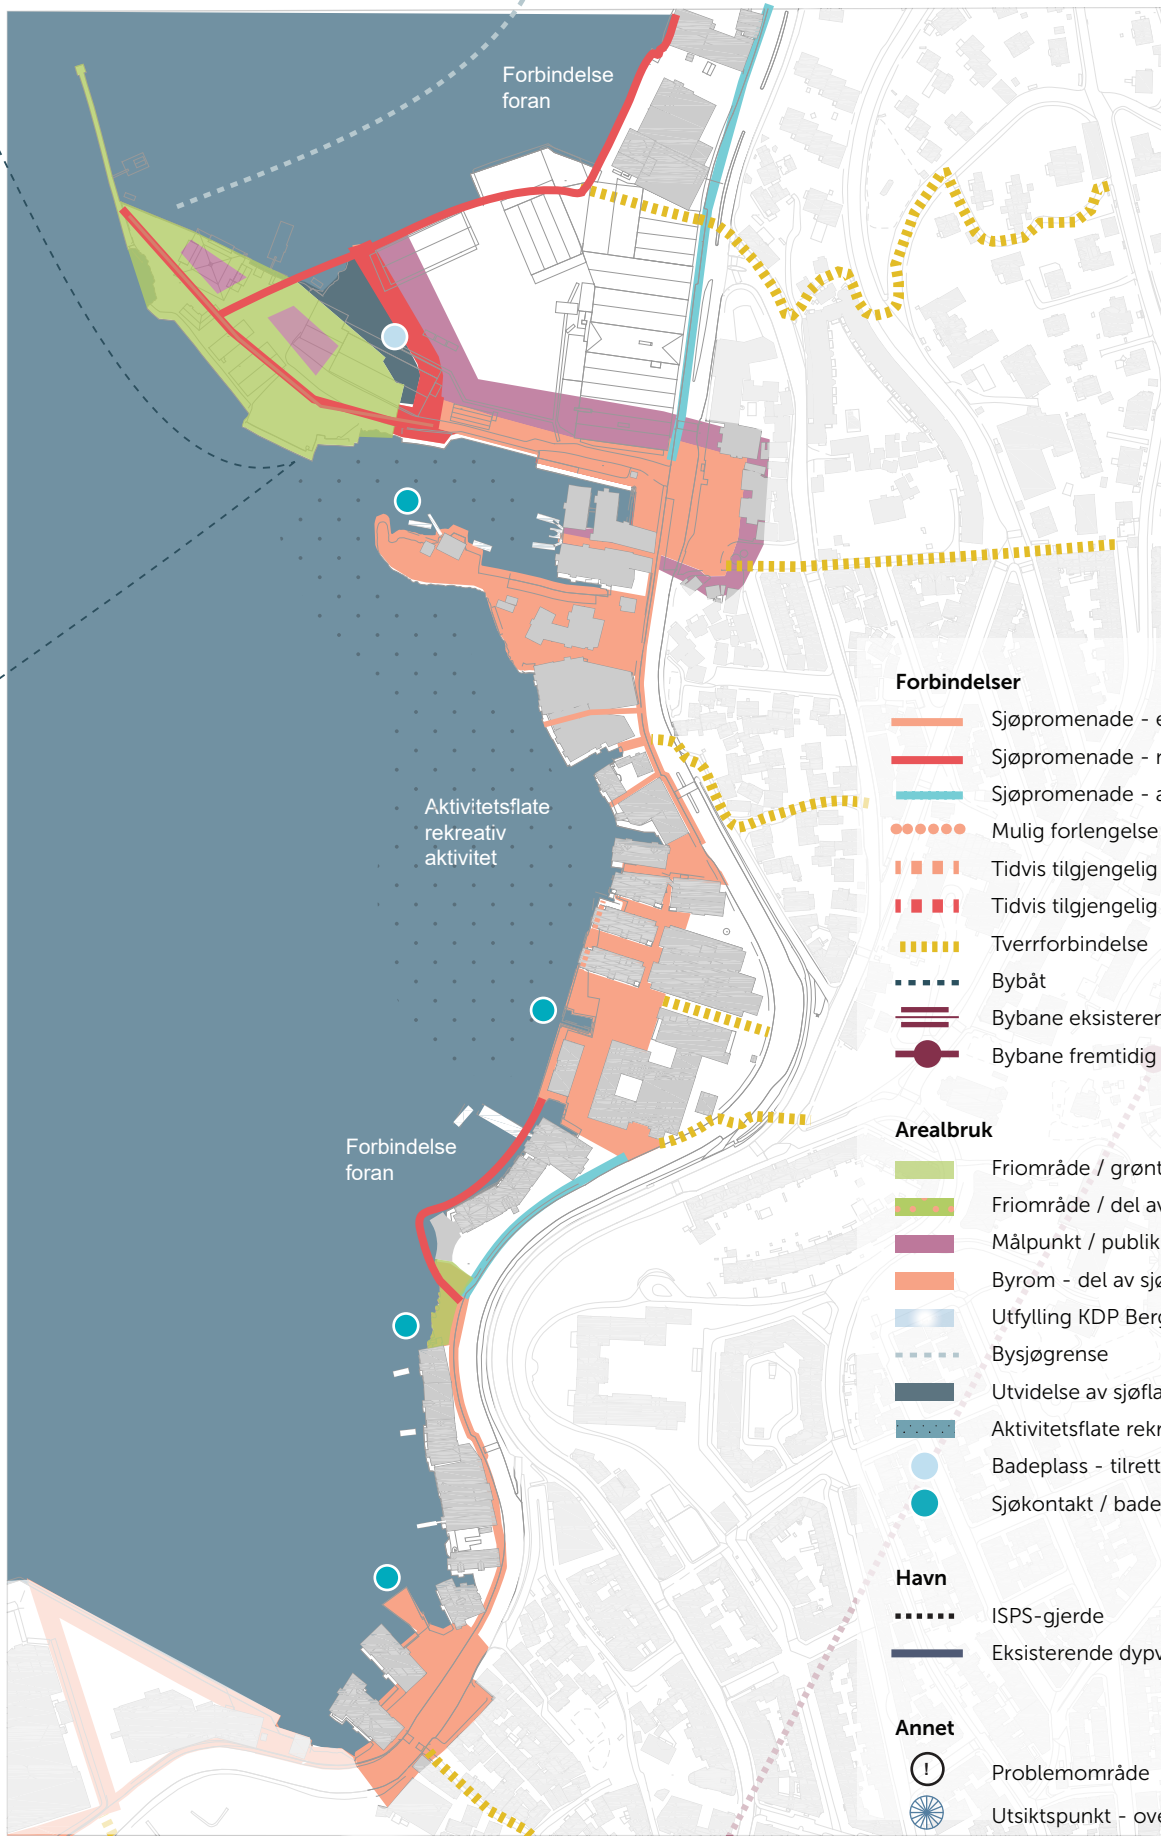 Forbindelse
foran
Aktivitetsflate
rekreativ
aktivitet
Forbindelse
foran
Forbindelser
Sjøpromenade - e
Sjøpromenade - r
Sjøpromenade - a
Mulig forlengelse
Tidvis tilgjengelig
Tidvis tilgjengelig
Tverrforbindelse
Bybåt
Bybane eksisterer
Bybane fremtidig
Arealbruk
Friområde / grønt
Friområde / del av
Målpunkt / publik
Byrom - del av sjø
Utfylling KDP Berg
Bysjøgrense
Utvidelse av sjøfla
Aktivitetsflate rekr
Badeplass - tilrett
Sjøkontakt / bade
Havn
ISPS-gjerde
Eksisterende dypv
Annet
! Problemområde
Utsiktspunkt - ove